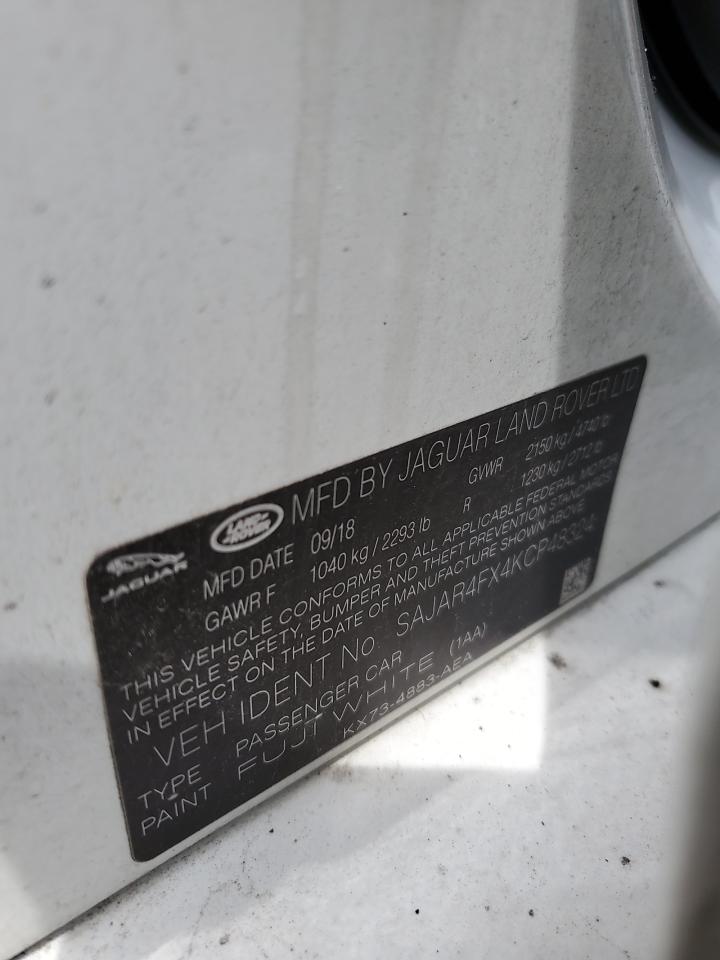 JAGUAR
LAND ROVER
MFD BY JAGUAR LAND ROVER LTD
MFD DATE 09/18 GVWR 2150 kg / 4740 lb
GAWR F 1040 kg / 2293 lb R 1230 kg / 2712 lb
THIS VEHICLE CONFORMS TO ALL APPLICABLE FEDERAL MOTOR
VEHICLE SAFETY, BUMPER AND THEFT PREVENTION STANDARDS
IN EFFECT ON THE DATE OF MANUFACTURE SHOWN ABOVE
VEH IDENT No. SAJAR4FX4KCP48324
TYPE PASSENGER CAR
PAINT FUJI WHITE (1AA)
KX73-4883-AEA